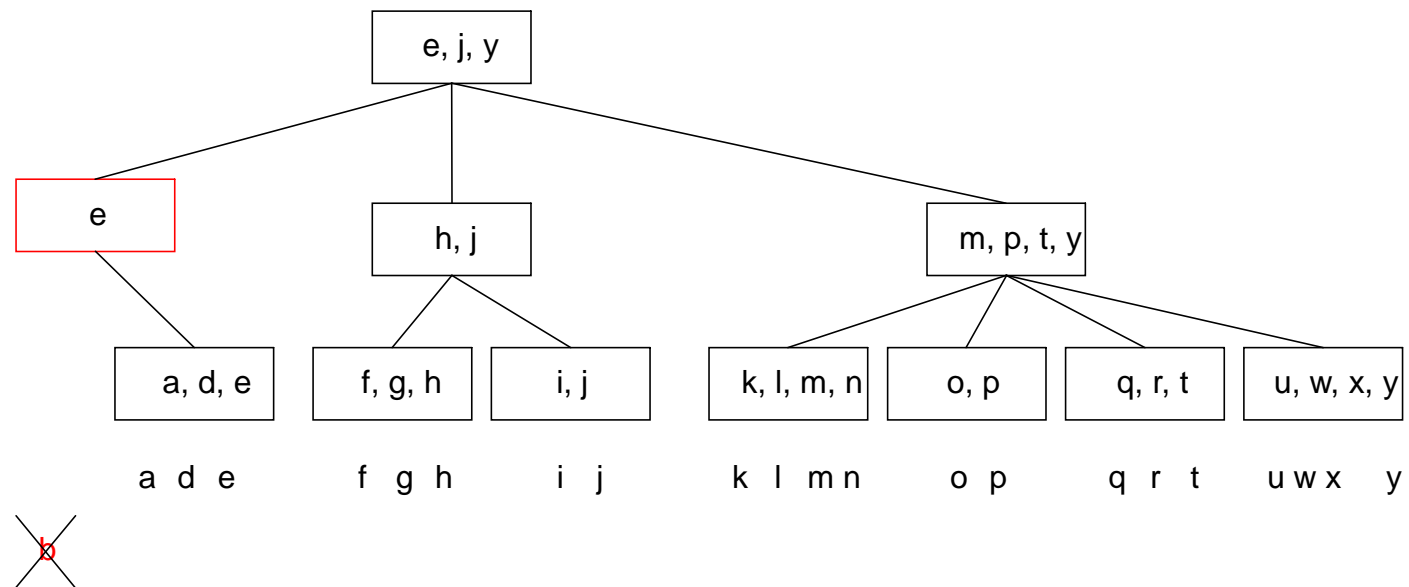 e, j, y
e
h, j
m, p, t, y
a, d, e
f, g, h
i, j
k, l, m, n
o, p
q, r, t
u, w, x, y
a d e f g h i j k l m n o p q r t u w x y
b